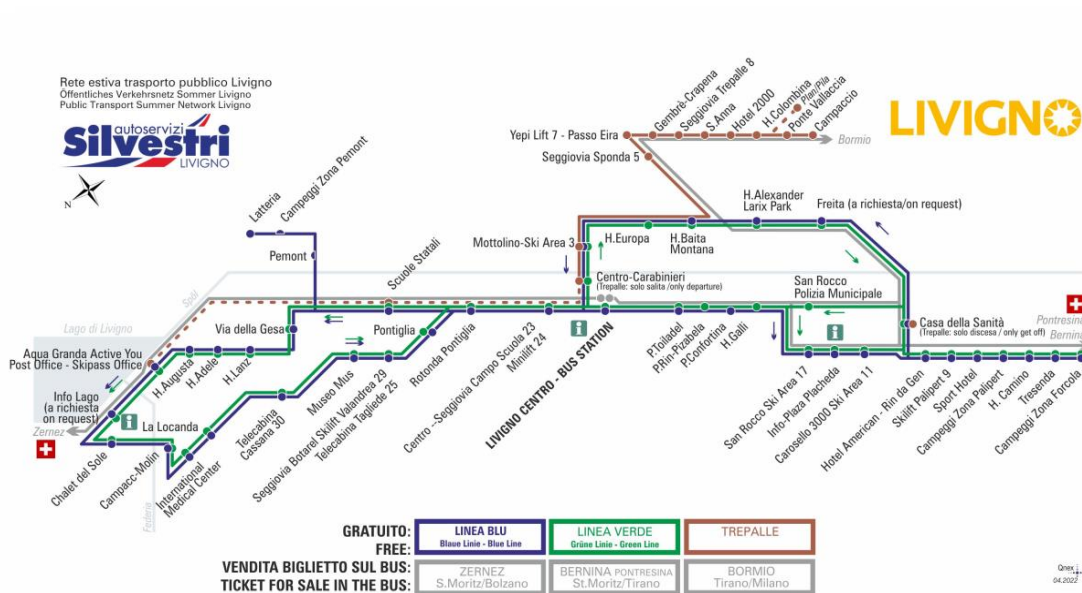 Rete estiva trasporto pubblico Livigno
Öffentliches Verkehrsnetz Sommer Livigno
Public Transport Summer Network Livigno
autoservizi
Silvestri
LIVIGNO
N
LIVIGNO
Latteria
Campeggi Zona Pemont
Pemont
Scuole Statali
Yepi Lift 7 - Passo Eira
Gembrè-Crapena
Seggiovia Trepalle 8
S.Anna
Hotel 2000
H.Colombina
Plan/Pila
Ponte Vallaccia
Campaccio
Bormio
Seggiovia Sponda 5
Mottolino-Ski Area 3
H.Europa
H.Baita
Montana
H.Alexander
Larix Park
Freita (a richiesta/on request)
Centro-Carabinieri
(Trepalle: solo salita /only departure)
San Rocco
Polizia Municipale
Casa della Sanità
(Trepalle: solo discesa / only get off)
Pontresina
Bernina
Spöl
Lago di Livigno
Via della Gesa
Pontiglia
Aqua Granda Active You
Post Office - Skipass Office
H.Augusta
H.Adele
H.Lanz
Info Lago
(a richiesta
on request)
Zernez
La Locanda
Chalet del Sole
Campacc-Molin
Federia
International
Medical Center
Telecabina
Cassana 30
Museo Mus
Seggiovia Botarel Skilift Valandrea 29
Telecabina Tagliede 25
Rotonda Pontiglia
Centro -Seggiovia Campo Scuola 23
Minilift 24
LIVIGNO CENTRO - BUS STATION
P.Toiladel
P.Rin-Pizabela
P.Confortina
H.Galli
San Rocco Ski Area 17
Info-Plaza Placheda
Carosello 3000 Ski Area 11
Hotel American - Rin da Gen
Skilift Palipert 9
Sport Hotel
Campeggi Zona Palipert
H. Camino
Tresenda
Campeggi Zona Forcola
GRATUITO:
FREE:
LINEA BLU
Blaue Linie - Blue Line
LINEA VERDE
Grüne Linie - Green Line
TREPALLE
VENDITA BIGLIETTO SUL BUS:
TICKET FOR SALE IN THE BUS:
ZERNEZ
S.Moritz/Bolzano
BERNINA PONTRESINA
St.Moritz/Tirano
BORMIO
Tirano/Milano
Qnex
04.2022